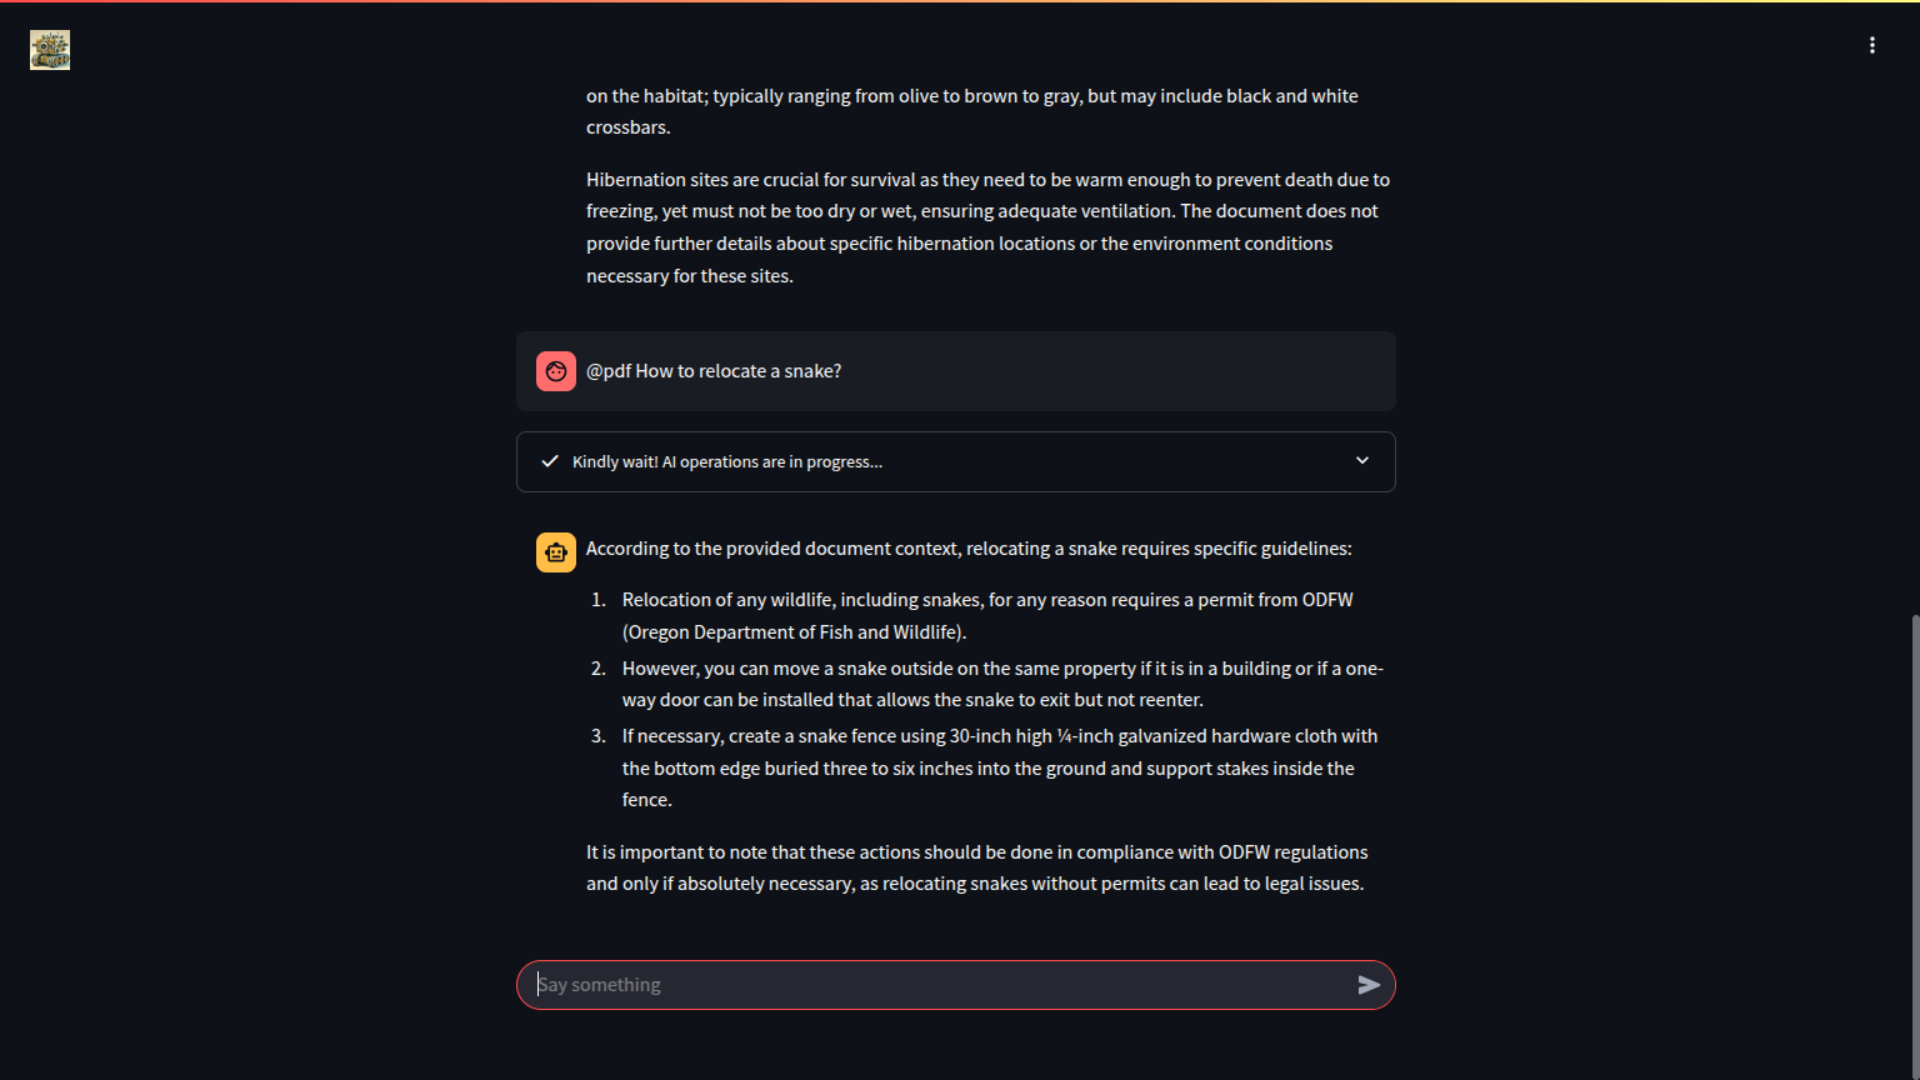 on the habitat; typically ranging from olive to brown to gray, but may include black and white
crossbars.
Hibernation sites are crucial for survival as they need to be warm enough to prevent death due to
freezing, yet must not be too dry or wet, ensuring adequate ventilation. The document does not
provide further details about specific hibernation locations or the environment conditions
necessary for these sites.
@pdf How to relocate a snake?
Kindly wait! AI operations are in progress...
According to the provided document context, relocating a snake requires specific guidelines:
1. Relocation of any wildlife, including snakes, for any reason requires a permit from ODFW
(Oregon Department of Fish and Wildlife).
2. However, you can move a snake outside on the same property if it is in a building or if a one-
way door can be installed that allows the snake to exit but not reenter.
3. If necessary, create a snake fence using 30-inch high ¼-inch galvanized hardware cloth with
the bottom edge buried three to six inches into the ground and support stakes inside the
fence.
It is important to note that these actions should be done in compliance with ODFW regulations
and only if absolutely necessary, as relocating snakes without permits can lead to legal issues.
Say something